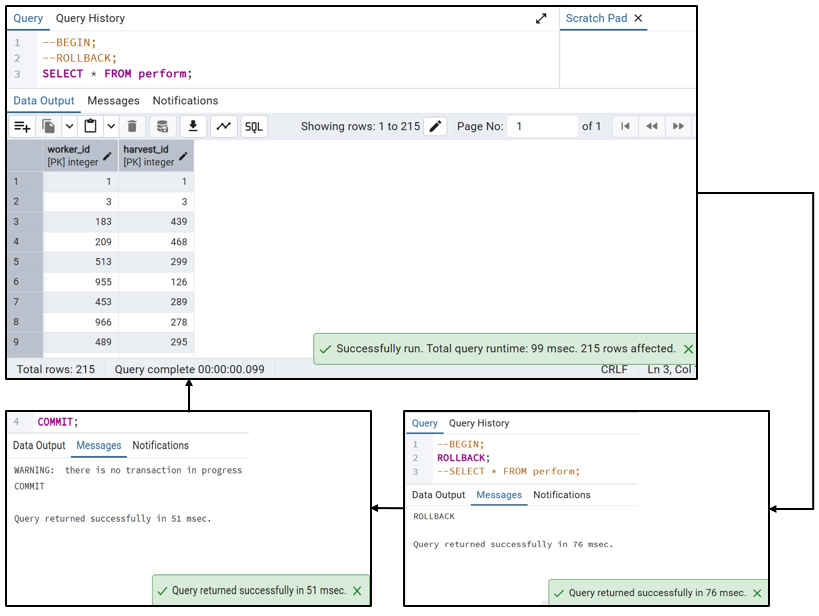 Query Query History Scratch Pad
1 --BEGIN;
2 --ROLLBACK;
3 SELECT * FROM perform;
Data Output Messages Notifications
SQL Showing rows: 1 to 215 Page No: 1 of 1
worker_id harvest_id
[PK] integer [PK] integer
1 1 1
2 3 3
3 183 439
4 209 468
5 513 299
6 955 126
7 453 289
8 966 278
9 489 295
Successfully run. Total query runtime: 99 msec. 215 rows affected.
Total rows: 215 Query complete 00:00:00.099 CRLF Ln 3, Col
4 COMMIT;
Data Output Messages Notifications
WARNING: there is no transaction in progress
COMMIT
Query returned successfully in 51 msec.
Query returned successfully in 51 msec.
Query Query History
1 --BEGIN;
2 ROLLBACK;
3 --SELECT * FROM perform;
Data Output Messages Notifications
ROLLBACK
Query returned successfully in 76 msec.
Query returned successfully in 76 msec.